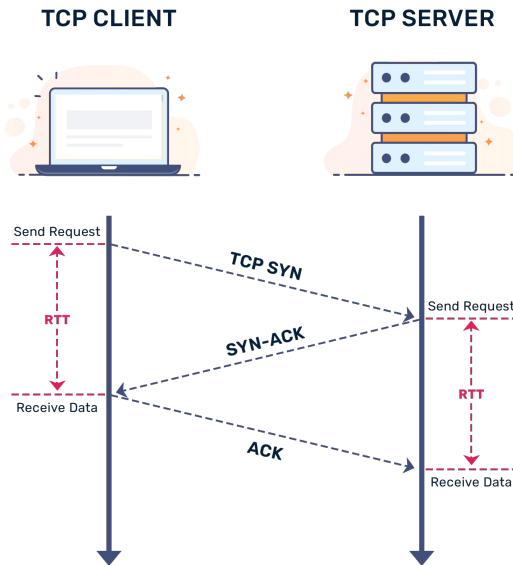 TCP CLIENT
TCP SERVER
Send Request
TCP SYN
Send Request
RTT
SYN-ACK
RTT
Receive Data
ACK
Receive Data